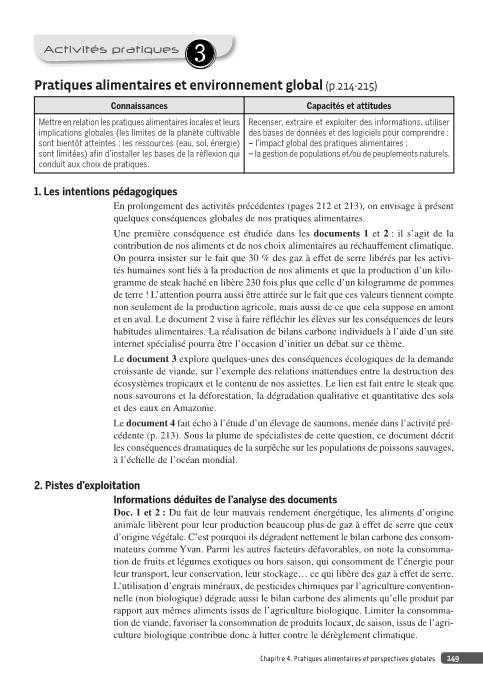 Activités pratiques 3
Pratiques alimentaires et environnement global (p.214-215)
Connaissances
Capacités et attitudes
Mettre en relation les pratiques alimentaires locales et leurs
implications globales (les limites de la planète cultivable
sont bientôt atteintes : les ressources (eau, sol, énergie)
sont limitées) afin d'installer les bases de la réflexion qui
conduit aux choix de pratiques.
Recenser, extraire et exploiter des informations, utiliser
des bases de données et des logiciels pour comprendre :
– l'impact global des pratiques alimentaires ;
– la gestion de populations et/ou de peuplements naturels.
1. Les intentions pédagogiques
En prolongement des activités précédentes (pages 212 et 213), on envisage à présent
quelques conséquences globales de nos pratiques alimentaires.
Une première conséquence est étudiée dans les documents 1 et 2 : il s'agit de la
contribution de nos aliments et de nos choix alimentaires au réchauffement climatique.
On pourra insister sur le fait que 30 % des gaz à effet de serre libérés par les activi-
tés humaines sont liés à la production de nos aliments et que la production d'un kilo-
gramme de steak haché en libère 230 fois plus que celle d'un kilogramme de pommes
de terre ! L'attention pourra aussi être attirée sur le fait que ces valeurs tiennent compte
non seulement de la production agricole, mais aussi de ce que cela suppose en amont
et en aval. Le document 2 vise à faire réfléchir les élèves sur les conséquences de leurs
habitudes alimentaires. La réalisation de bilans carbone individuels à l'aide d'un site
internet spécialisé pourra être l'occasion d'initier un débat sur ce thème.
Le document 3 explore quelques-unes des conséquences écologiques de la demande
croissante de viande, sur l'exemple des relations inattendues entre la destruction des
écosystèmes tropicaux et le contenu de nos assiettes. Le lien est fait entre le steak que
nous savourons et la déforestation, la dégradation qualitative et quantitative des sols
et des eaux en Amazonie.
Le document 4 fait écho à l'étude d'un élevage de saumons, menée dans l'activité pré-
cédente (p. 213). Sous la plume de spécialistes de cette question, ce document décrit
les conséquences dramatiques de la surpêche sur les populations de poissons sauvages,
à l'échelle de l'océan mondial.
2. Pistes d'exploitation
Informations déduites de l'analyse des documents
Doc. 1 et 2 : Du fait de leur mauvais rendement énergétique, les aliments d'origine
animale libèrent pour leur production beaucoup plus de gaz à effet de serre que ceux
d'origine végétale. C'est pourquoi ils dégradent nettement le bilan carbone des consom-
mateurs comme Yvan. Parmi les autres facteurs défavorables, on note la consomma-
tion de fruits et légumes exotiques ou hors saison, qui consomment de l'énergie pour
leur transport, leur conservation, leur stockage… ce qui libère des gaz à effet de serre.
L'utilisation d'engrais minéraux, de pesticides chimiques par l'agriculture convention-
nelle (non biologique) dégrade aussi le bilan carbone des aliments qu'elle produit par
rapport aux mêmes aliments issus de l'agriculture biologique. Limiter la consomma-
tion de viande, favoriser la consommation de produits locaux, de saison, issus de l'agri-
culture biologique contribue donc à lutter contre le dérèglement climatique.
Chapitre 4. Pratiques alimentaires et perspectives globales 149